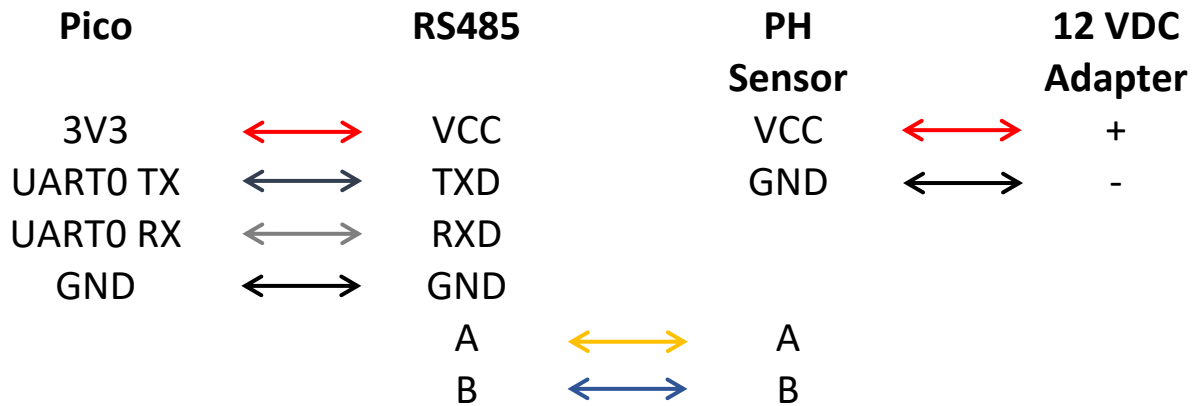 Pico RS485 PH Sensor 12 VDC Adapter
3V3 VCC VCC +
UART0 TX TXD GND -
UART0 RX RXD
GND GND
A A
B B